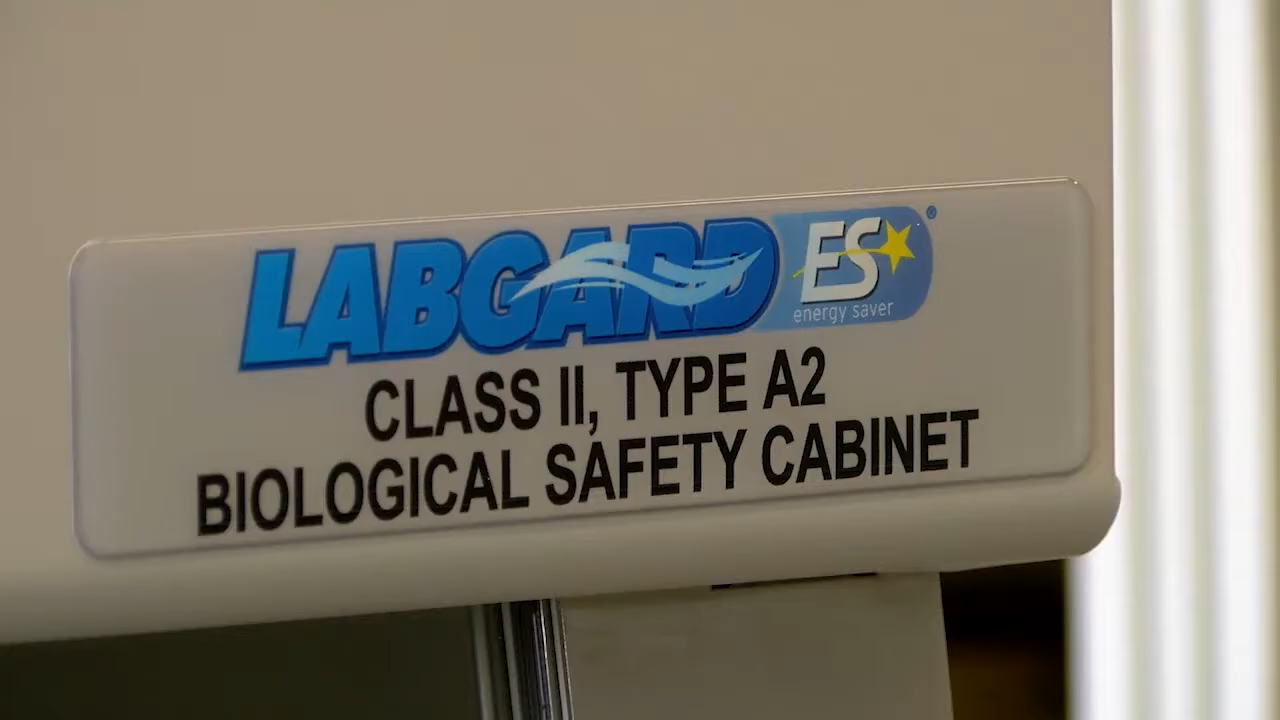 LABGARD ES®
energy saver
CLASS II, TYPE A2
BIOLOGICAL SAFETY CABINET